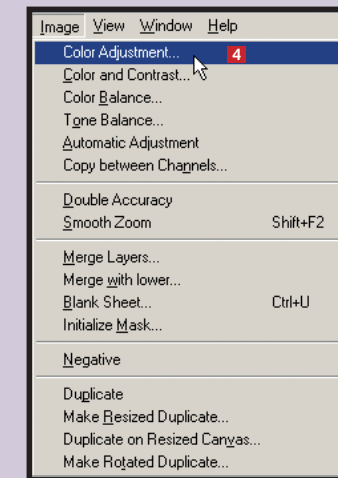 Image View Window Help
Color Adjustment... 4
Color and Contrast...
Color Balance...
Tone Balance...
Automatic Adjustment
Copy between Channels...
Double Accuracy
Smooth Zoom Shift+F2
Merge Layers...
Merge with lower...
Blank Sheet... Ctrl+U
Initialize Mask...
Negative
Duplicate
Make Resized Duplicate...
Duplicate on Resized Canvas...
Make Rotated Duplicate...